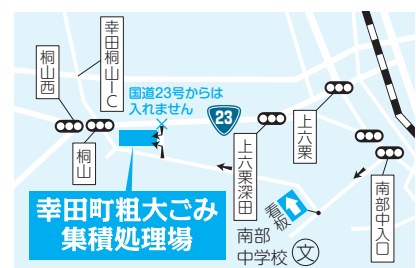 桐山西
幸田桐山IC
国道23号からは
入れません
23
桐山
上六栗深田
上六栗
南部中入口
看板
南部
中学校
文
幸田町粗大ごみ
集積処理場